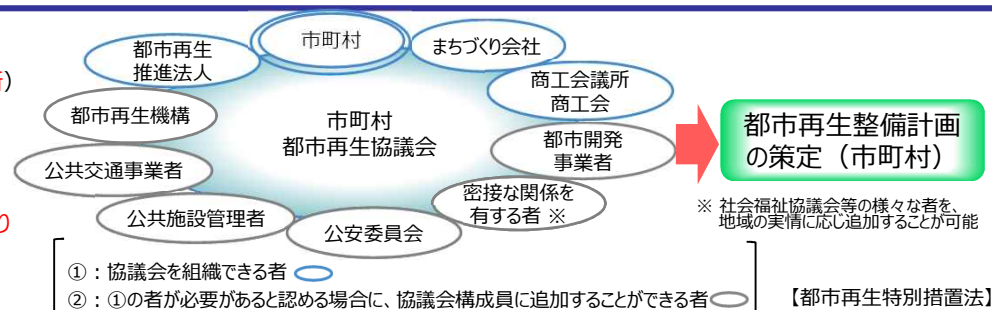 市町村
都市再生
推進法人
まちづくり会社
商工会議所
商工会
都市再生機構
市町村
都市再生協議会
都市開発
事業者
公共交通事業者
密接な関係を
有する者 ※
公共施設管理者
公安委員会
都市再生整備計画
の策定（市町村）
※ 社会福祉協議会等の様々な者を、
地域の実情に応じ追加することが可能
）
り
①：協議会を組織できる者
②：①の者が必要があると認める場合に、協議会構成員に追加することができる者
【都市再生特別措置法】